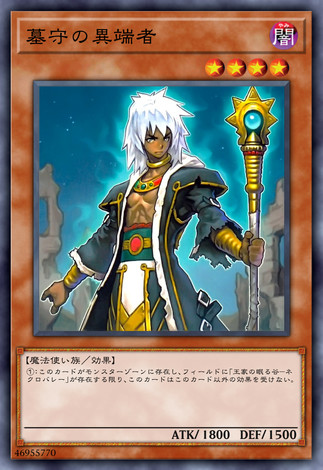 墓守の異端者
闇
やみ
【魔法使い族/効果】
①:このカードがモンスターゾーンに存在し、フィールドに「王家の眠る谷-ネ
クロバレー」が存在する限り、このカードはこのカード以外の効果を受けない。
ATK/1800 DEF/1500
46955770